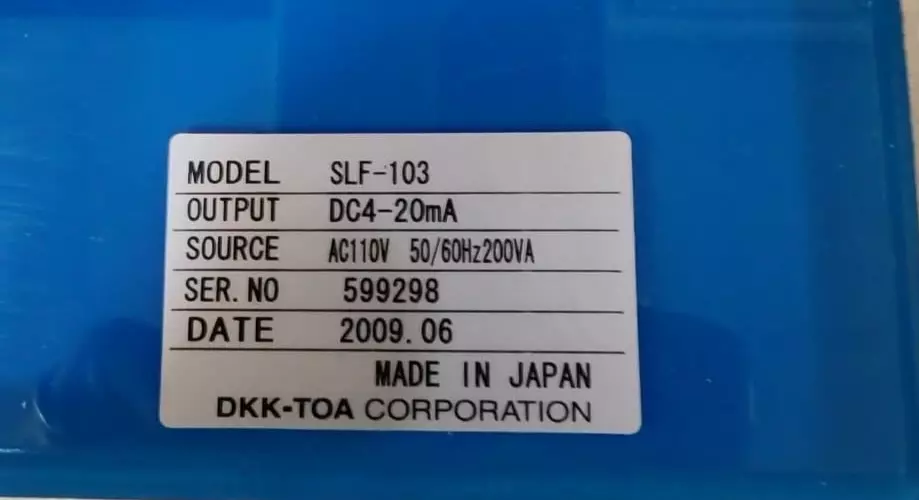 MODEL SLF-103
OUTPUT DC4-20mA
SOURCE AC110V 50/60Hz200VA
SER. NO 599298
DATE 2009.06
MADE IN JAPAN
DKK-TOA CORPORATION